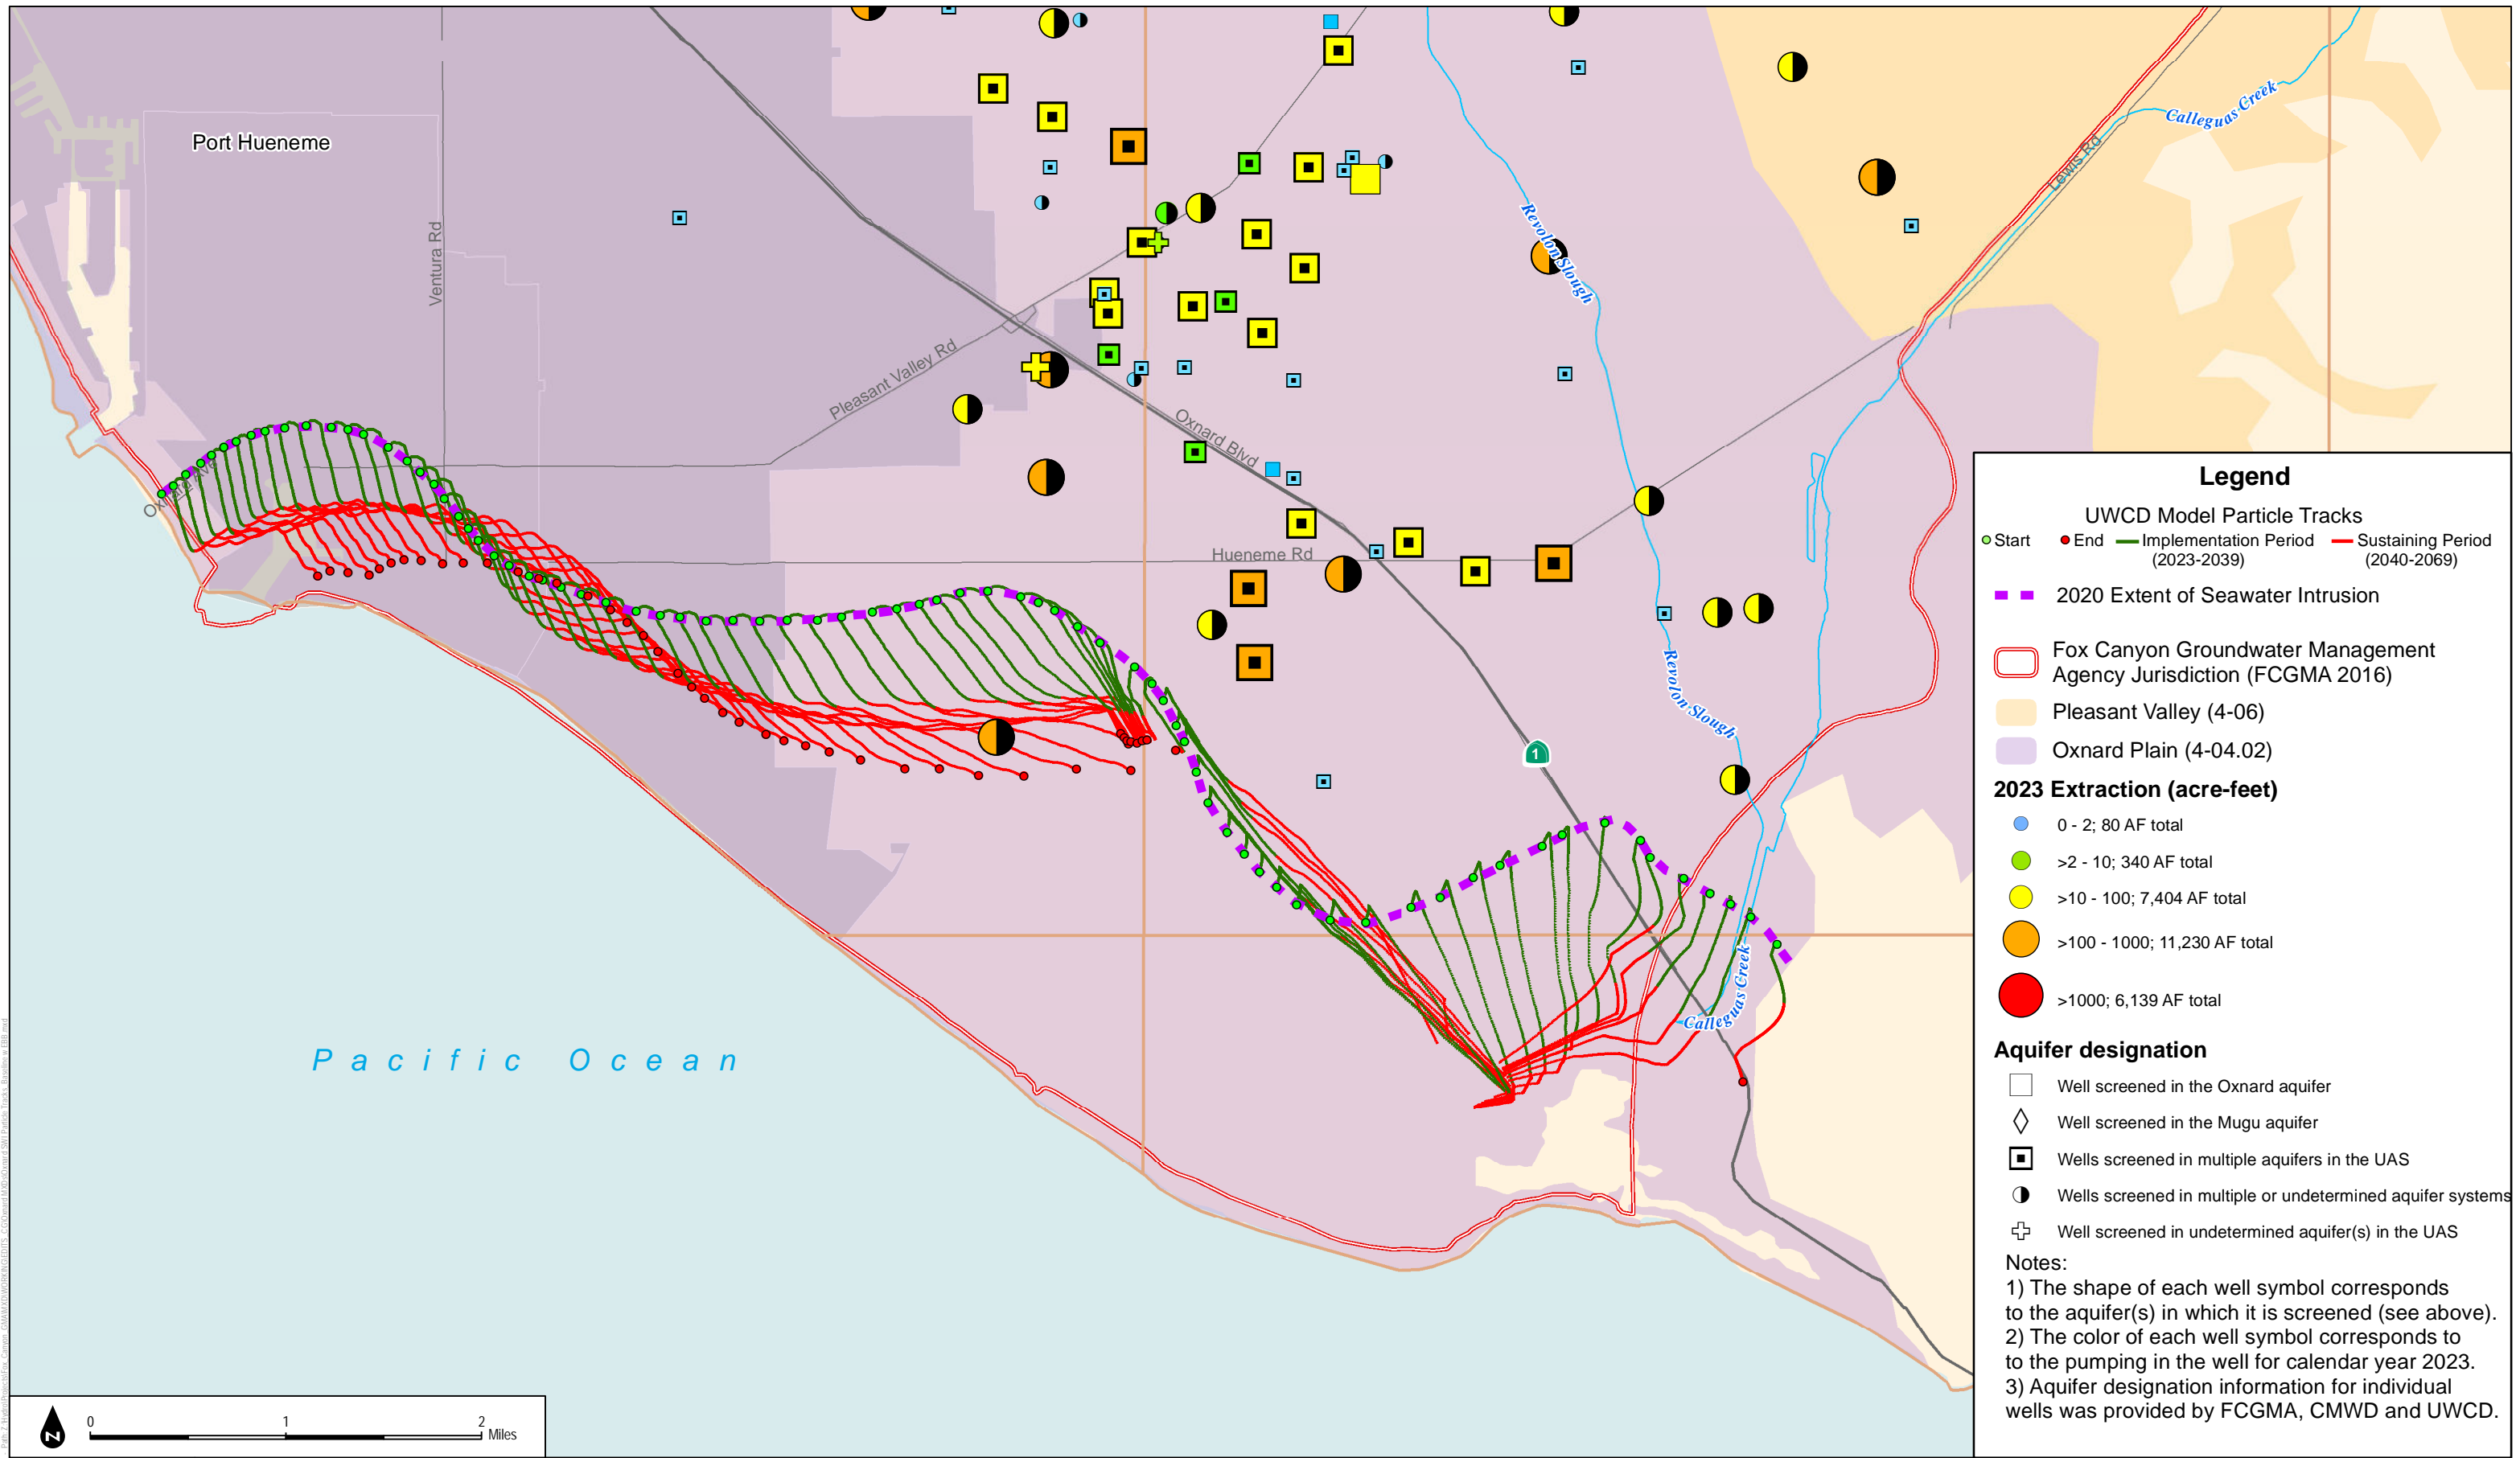 Port Hueneme
Ventura Rd
Pleasant Valley Rd
Oxnard Blvd
Hueneme Rd
Revolon Slough
Revolon Slough
Calleguas Creek
Lewis Rd
Calleguas Creek
1
Pacific Ocean
N
0 1 2
Miles
Legend
UWCD Model Particle Tracks
Start End Implementation Period Sustaining Period
(2023-2039) (2040-2069)
2020 Extent of Seawater Intrusion
Fox Canyon Groundwater Management
Agency Jurisdiction (FCGMA 2016)
Pleasant Valley (4-06)
Oxnard Plain (4-04.02)
2023 Extraction (acre-feet)
0 - 2; 80 AF total
>2 - 10; 340 AF total
>10 - 100; 7,404 AF total
>100 - 1000; 11,230 AF total
>1000; 6,139 AF total
Aquifer designation
Well screened in the Oxnard aquifer
Well screened in the Mugu aquifer
Wells screened in multiple aquifers in the UAS
Wells screened in multiple or undetermined aquifer systems
Well screened in undetermined aquifer(s) in the UAS
Notes:
1) The shape of each well symbol corresponds
to the aquifer(s) in which it is screened (see above).
2) The color of each well symbol corresponds to
to the pumping in the well for calendar year 2023.
3) Aquifer designation information for individual
wells was provided by FCGMA, CMWD and UWCD.